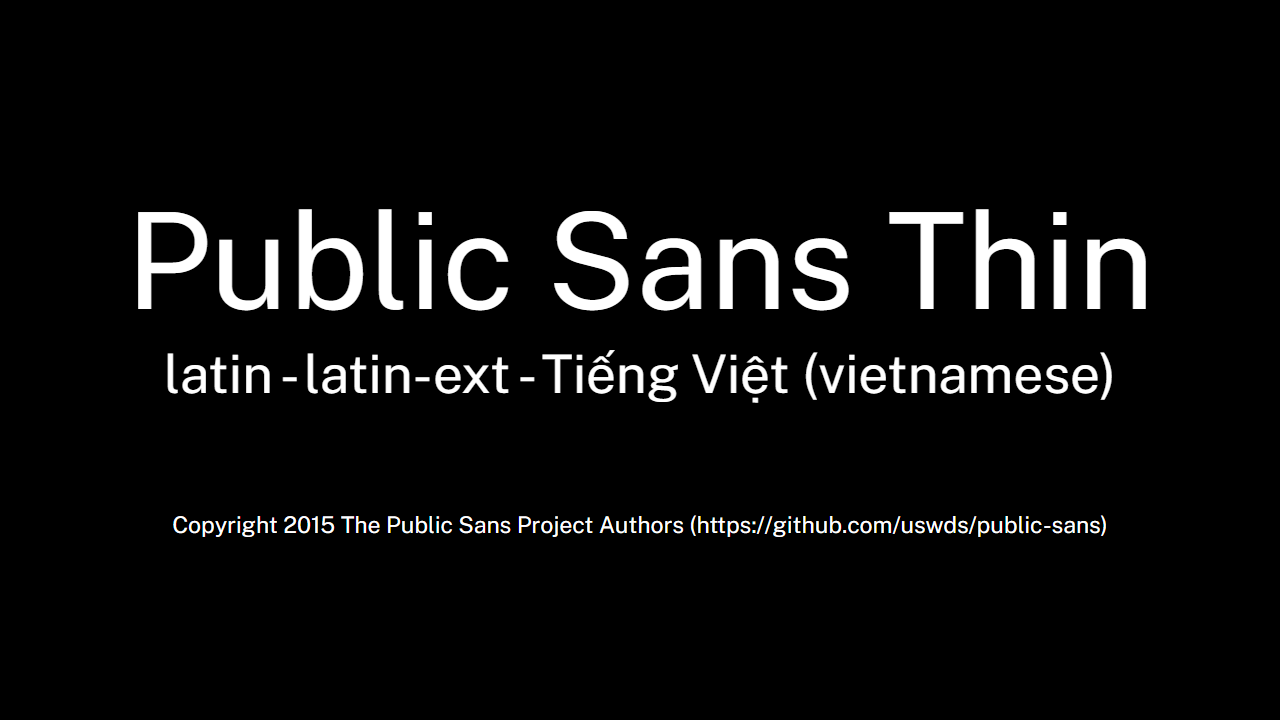 Public Sans Thin
latin - latin-ext - Tiếng Việt (vietnamese)
Copyright 2015 The Public Sans Project Authors (https://github.com/uswds/public-sans)